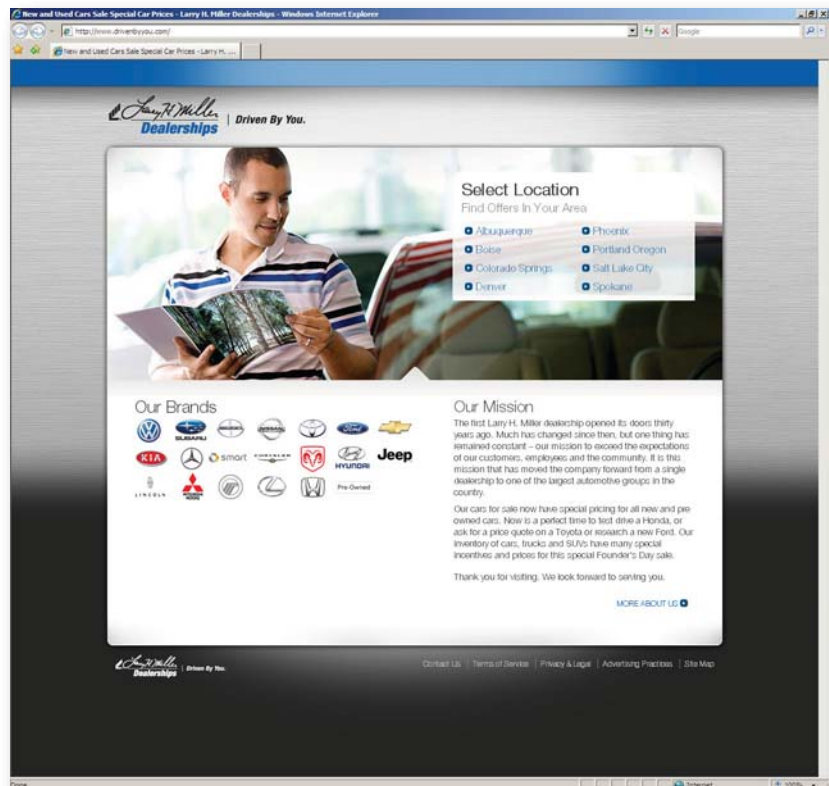 New and Used Cars Sale Special Car Prices - Larry H. Miller Dealerships - Windows Internet Explorer
http://www.drivenbyyou.com/
Google
New and Used Cars Sale Special Car Prices - Larry H. ...
Larry H. Miller
Dealerships
Driven By You.
Select Location
Find Offers In Your Area
Albuquerque
Phoenix
Boise
Portland Oregon
Colorado Springs
Salt Lake City
Denver
Spokane
Our Brands
SUBARU
NISSAN
Ford
KIA
smart
CHRYSLER
HYUNDAI
Jeep
LINCOLN
MITSUBISHI
MOTORS
Pre Owned
Our Mission
The first Larry H. Miller dealership opened its doors thirty
years ago. Much has changed since then, but one thing has
remained constant – our mission to exceed the expectations
of our customers, employees and the community. It is this
mission that has moved the company forward from a single
dealership to one of the largest automotive groups in the
country.
Our cars for sale now have special pricing for all new and pre
owned cars. Now is a perfect time to test drive a Honda, or
ask for a price quote on a Toyota or research a new Ford. Our
inventory of cars, trucks and SUVs have many special
incentives and prices for this special Founder's Day sale.
Thank you for visiting. We look forward to serving you.
MORE ABOUT US
Larry H. Miller
Dealerships
Driven By You.
Contact Us | Terms of Service | Privacy & Legal | Advertising Practices | Site Map
Done
Internet
100%